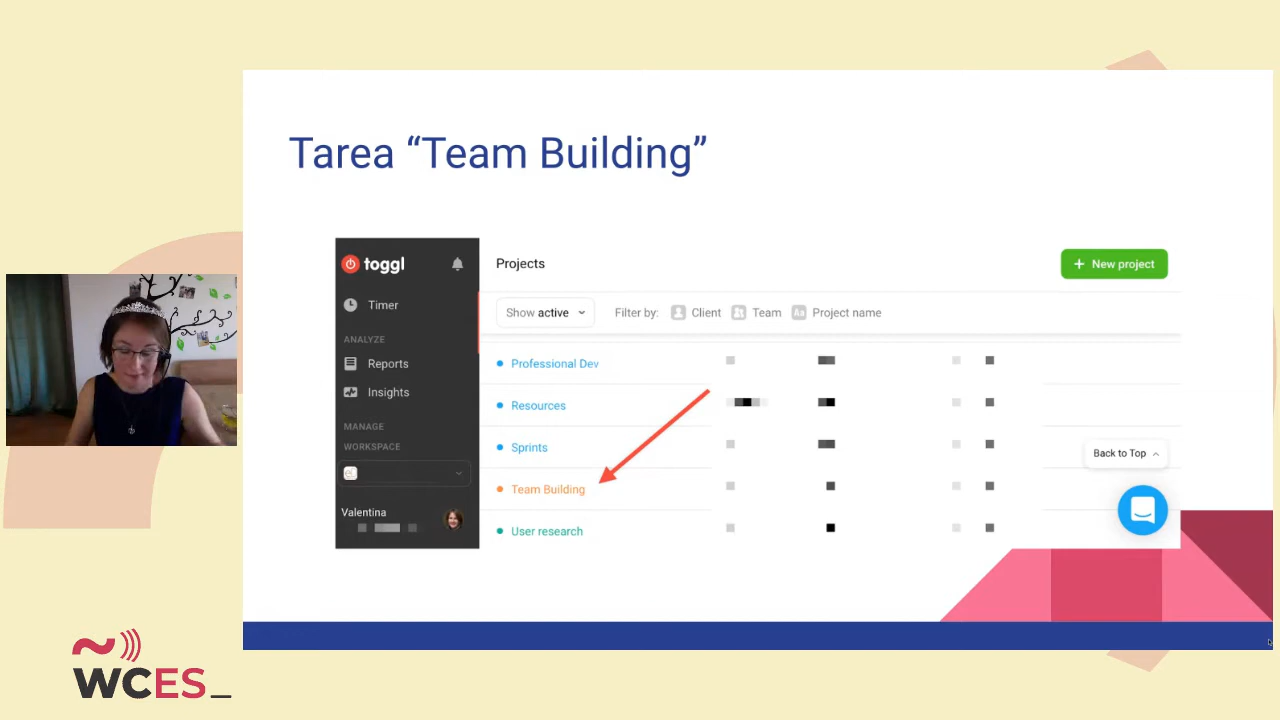 Tarea “Team Building”
toggl
Projects
+ New project
Timer
Show active
Filter by:
Client
Team
Aa
Project name
ANALYZE
Reports
Professional Dev
Insights
Resources
MANAGE
WORKSPACE
Sprints
Back to Top
Team Building
Valentina
User research
WCES_